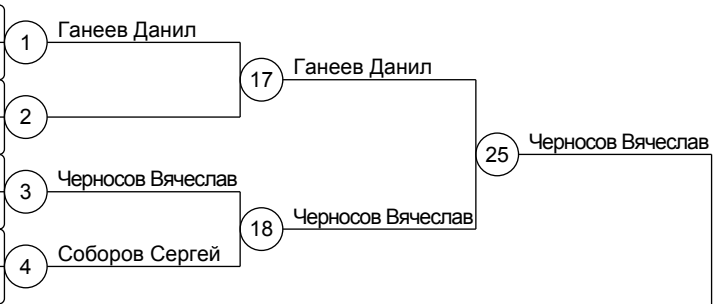 1 Ганеев Данил
17 Ганеев Данил
2
25 Черносов Вячеслав
3 Черносов Вячеслав
18 Черносов Вячеслав
4 Соборов Сергей